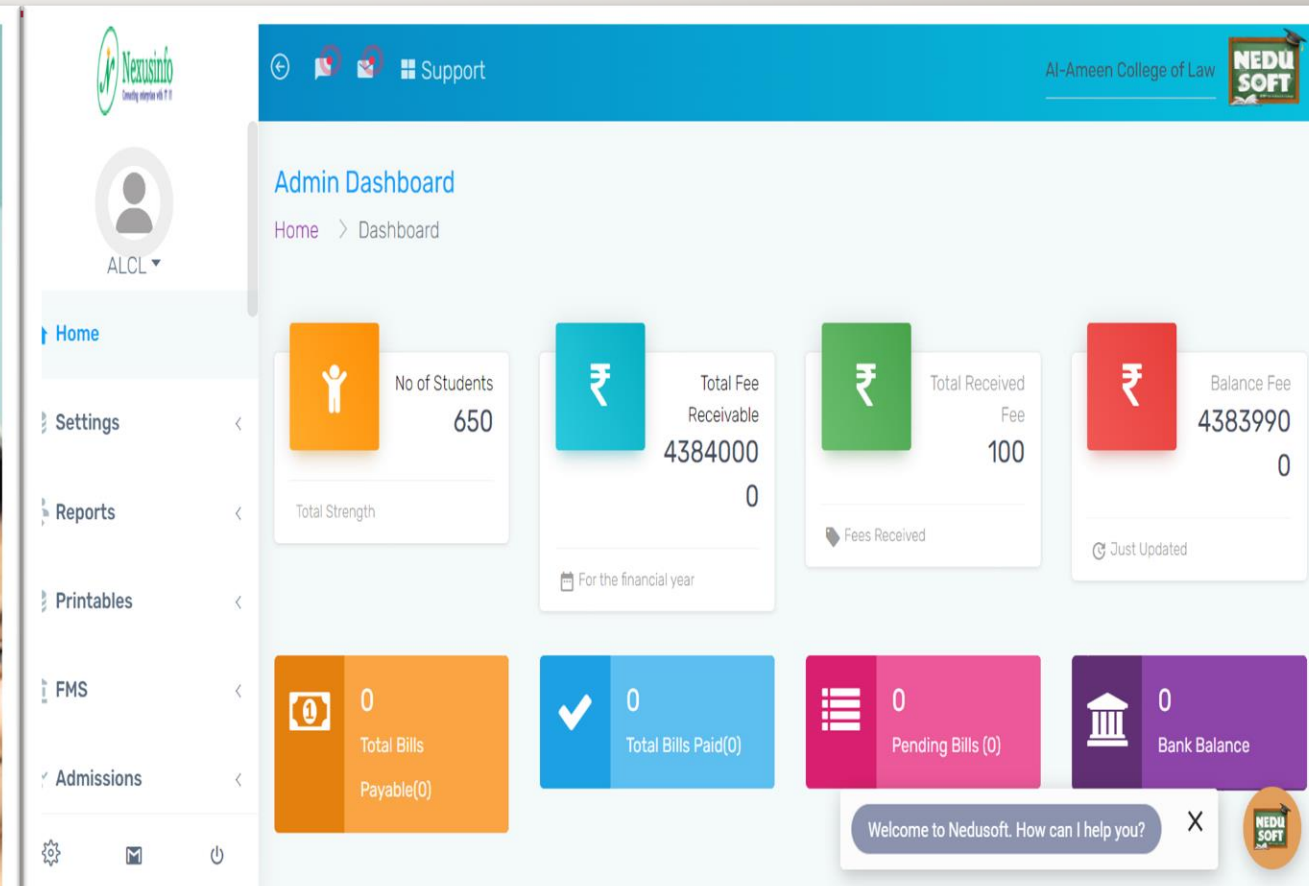 Nexusinfo
Support
Al-Ameen College of Law
NEDU
SOFT
ALCL
Home
Settings
Reports
Printables
FMS
Admissions
Admin Dashboard
Home > Dashboard
No of Students
650
Total Strength
Total Fee
Receivable
4384000
0
For the financial year
Total Received
Fee
100
Fees Received
Balance Fee
4383990
0
Just Updated
0
Total Bills
Payable(0)
0
Total Bills Paid(0)
0
Pending Bills (0)
0
Bank Balance
Welcome to Nedusoft. How can I help you?
X
NEDU
SOFT